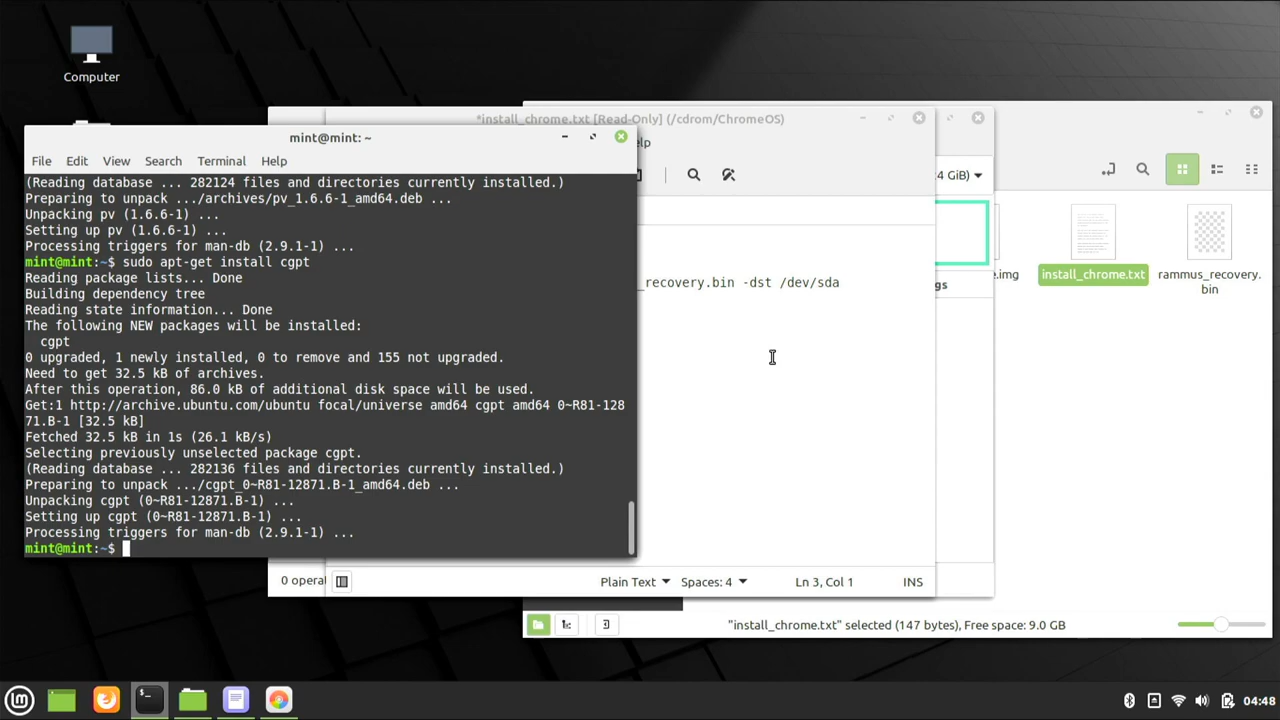 Computer
*install_chrome.txt [Read-Only] (/cdrom/ChromeOS)
mint@mint: ~
File Edit View Search Terminal Help
elp
4 GiB)
(Reading database ... 282124 files and directories currently installed.)
Preparing to unpack .../archives/pv_1.6.6-1_amd64.deb ...
Unpacking pv (1.6.6-1) ...
Setting up pv (1.6.6-1) ...
Processing triggers for man-db (2.9.1-1) ...
mint@mint:~$ sudo apt-get install cgpt
Reading package lists... Done
Building dependency tree
Reading state information... Done
The following NEW packages will be installed:
cgpt
0 upgraded, 1 newly installed, 0 to remove and 155 not upgraded.
Need to get 32.5 kB of archives.
After this operation, 86.0 kB of additional disk space will be used.
Get:1 http://archive.ubuntu.com/ubuntu focal/universe amd64 cgpt amd64 0~R81-128
71.B-1 [32.5 kB]
Fetched 32.5 kB in 1s (26.1 kB/s)
Selecting previously unselected package cgpt.
(Reading database ... 282136 files and directories currently installed.)
Preparing to unpack .../cgpt_0~R81-12871.B-1_amd64.deb ...
Unpacking cgpt (0~R81-12871.B-1) ...
Setting up cgpt (0~R81-12871.B-1) ...
Processing triggers for man-db (2.9.1-1) ...
mint@mint:~$
_recovery.bin -dst /dev/sda
gs
e.img
install_chrome.txt
rammus_recovery.
bin
0 operat
Plain Text Spaces: 4 Ln 3, Col 1 INS
"install_chrome.txt" selected (147 bytes), Free space: 9.0 GB
04:48